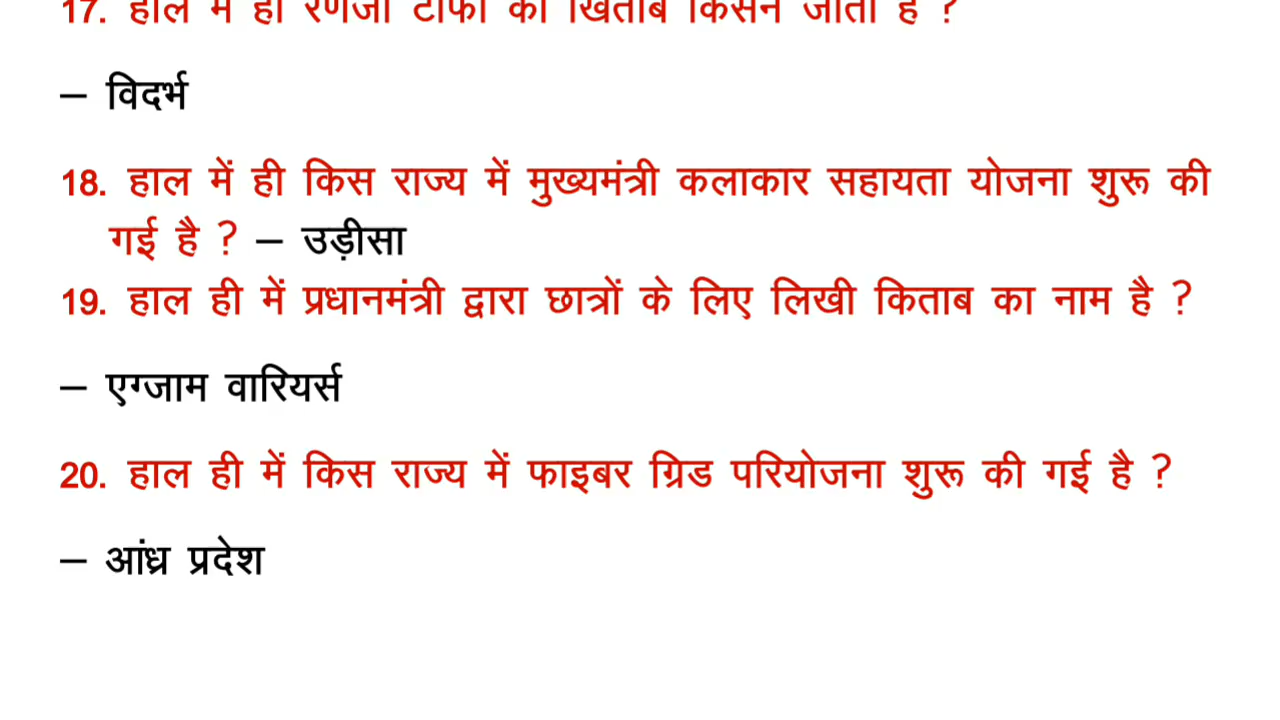 17. हाल में ही रणजी टॉफी का खिताब किसने जीता है ?
– विदर्भ
18. हाल में ही किस राज्य में मुख्यमंत्री कलाकार सहायता योजना शुरू की
गई है ? – उड़ीसा
19. हाल ही में प्रधानमंत्री द्वारा छात्रों के लिए लिखी किताब का नाम है ?
– एग्जाम वारियर्स
20. हाल ही में किस राज्य में फाइबर ग्रिड परियोजना शुरू की गई है ?
– आंध्र प्रदेश